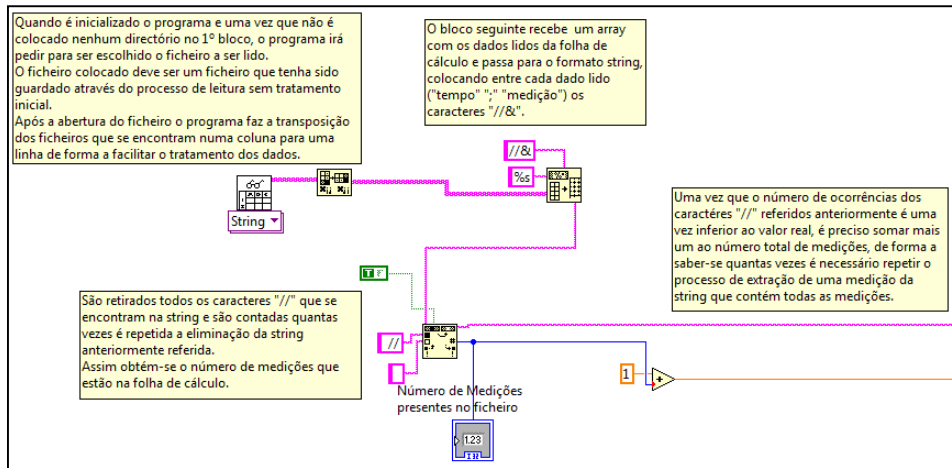 Quando é inicializado o programa e uma vez que não é
colocado nenhum directório no 1º bloco, o programa irá
pedir para ser escolhido o ficheiro a ser lido.
O ficheiro colocado deve ser um ficheiro que tenha sido
guardado através do processo de leitura sem tratamento
inicial.
Após a abertura do ficheiro o programa faz a transposição
dos ficheiros que se encontram numa coluna para uma
linha de forma a facilitar o tratamento dos dados.
O bloco seguinte recebe um array
com os dados lidos da folha de
cálculo e passa para o formato string,
colocando entre cada dado lido
("tempo" ";" "medição") os
caracteres "//&".
//&
%s
String
Uma vez que o número de ocorrências dos
caractéres "//" referidos anteriormente é uma
vez inferior ao valor real, é preciso somar mais
um ao número total de medições, de forma a
saber-se quantas vezes é necessário repetir o
processo de extração de uma medição da
string que contém todas as medições.
T
São retirados todos os caracteres "//" que se
encontram na string e são contadas quantas
vezes é repetida a eliminação da string
anteriormente referida.
Assim obtém-se o número de medições que
estão na folha de cálculo.
//
1
Número de Medições
presentes no ficheiro
1.23
I32